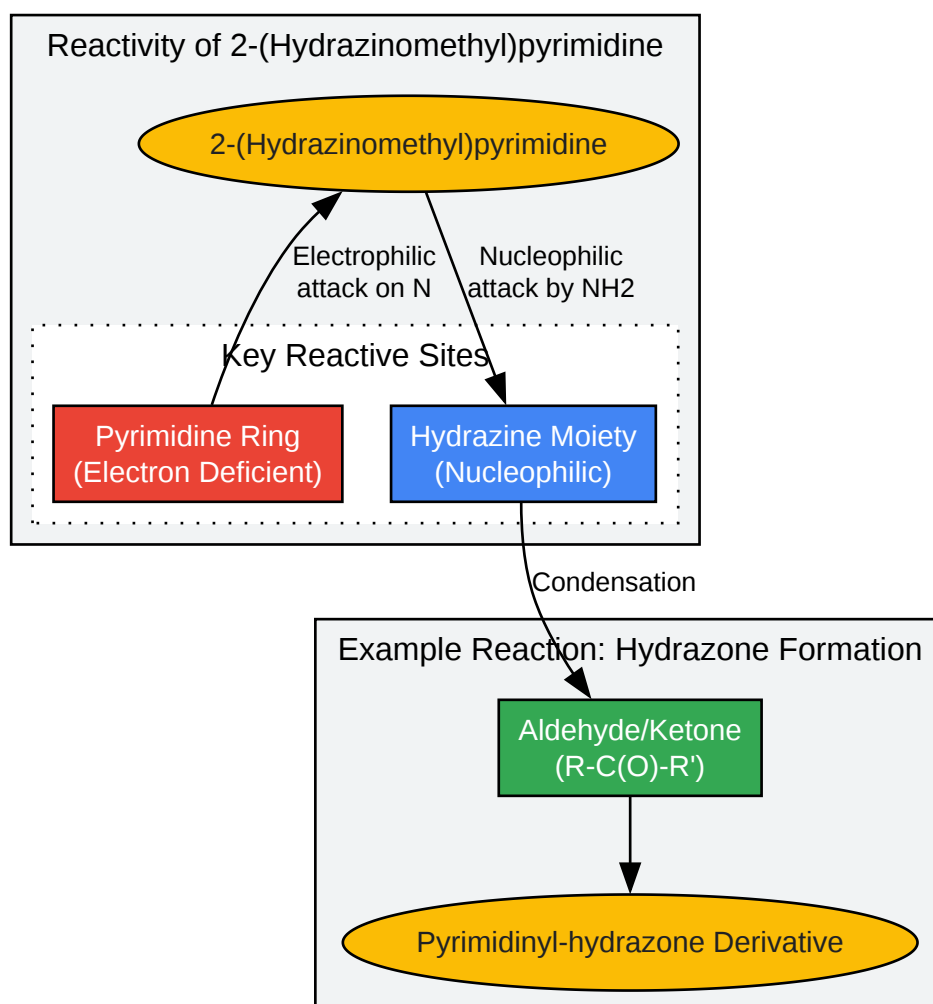 Reactivity of 2-(Hydrazinomethyl)pyrimidine
2-(Hydrazinomethyl)pyrimidine
Electrophilic
attack on N
Nucleophilic
attack by NH2
Key Reactive Sites
Pyrimidine Ring
(Electron Deficient)
Hydrazine Moiety
(Nucleophilic)
Condensation
Example Reaction: Hydrazone Formation
Aldehyde/Ketone
(R-C(O)-R')
Pyrimidinyl-hydrazone Derivative